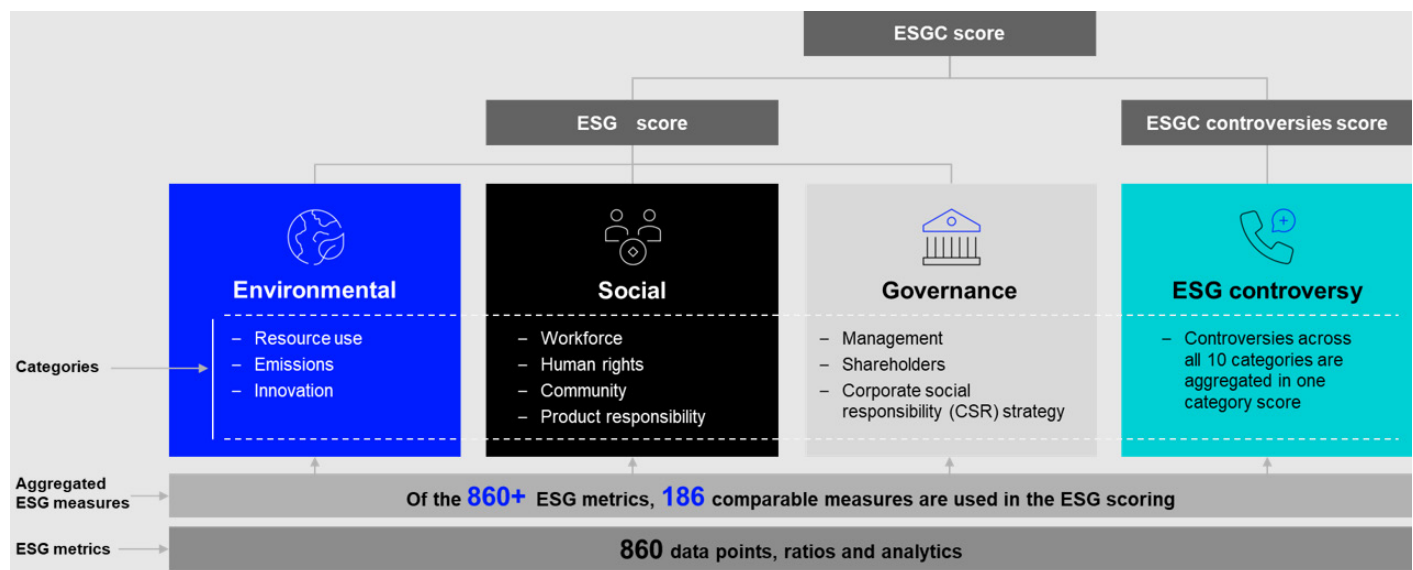 ESGC score
ESG score
ESGC controversies score
Environmental
Social
Governance
ESG controversy
Categories
– Resource use
– Emissions
– Innovation
– Workforce
– Human rights
– Community
– Product responsibility
– Management
– Shareholders
– Corporate social
responsibility (CSR) strategy
– Controversies across
all 10 categories are
aggregated in one
category score
Aggregated
ESG measures
Of the 860+ ESG metrics, 186 comparable measures are used in the ESG scoring
ESG metrics
860 data points, ratios and analytics